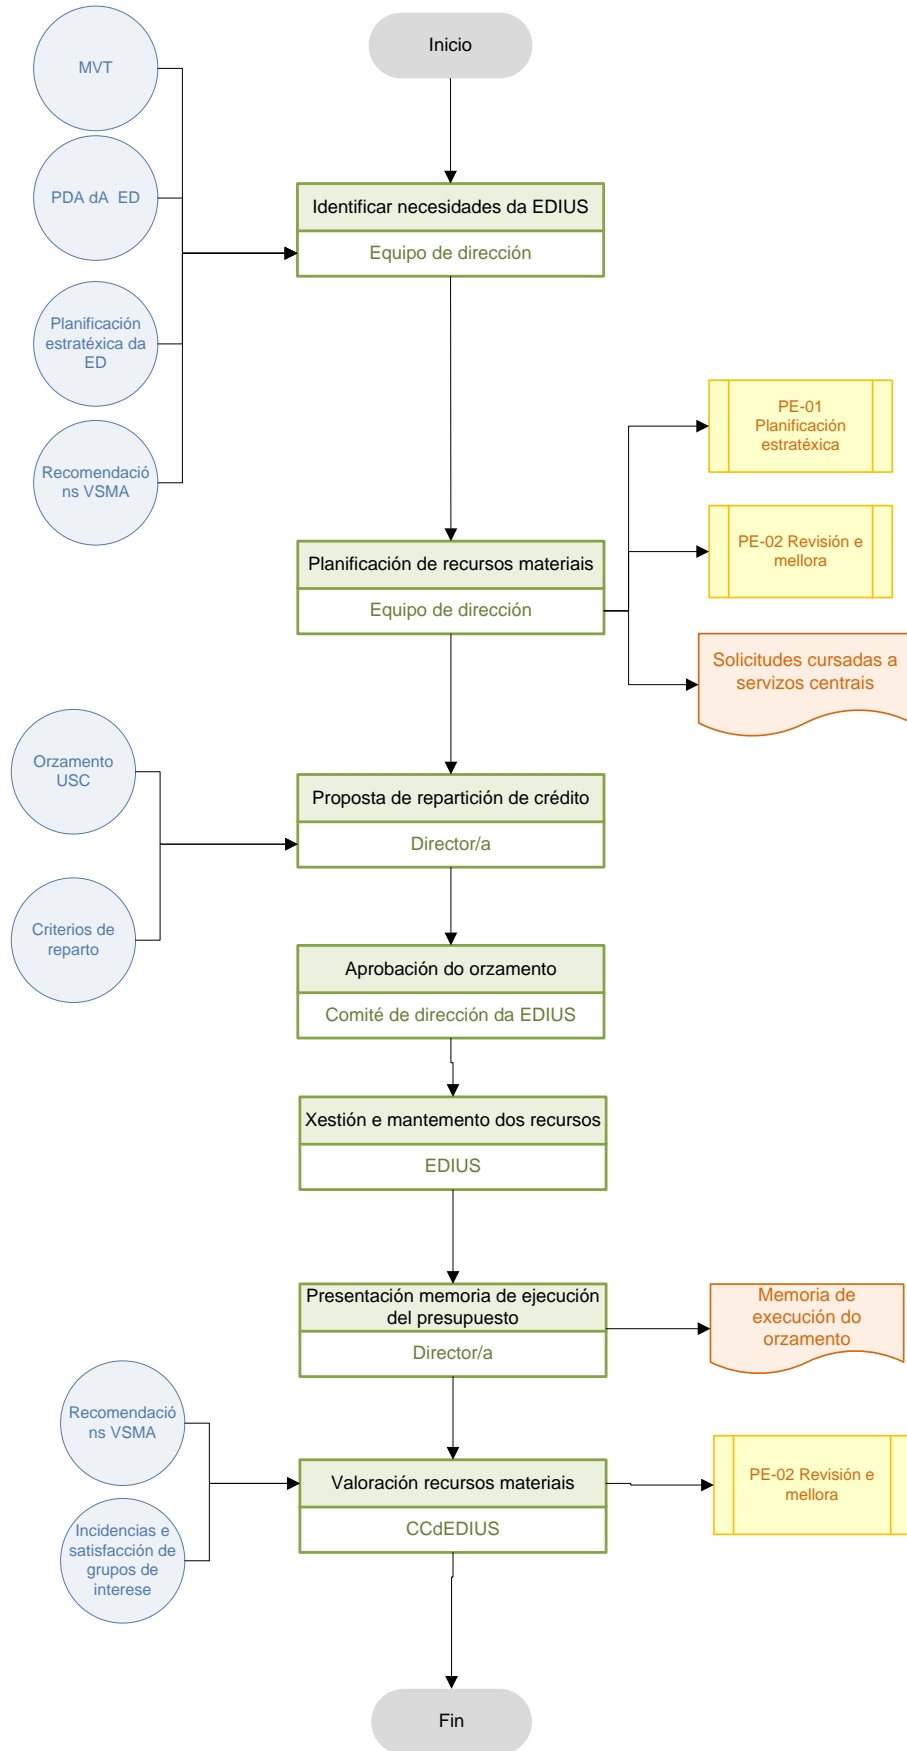 Inicio
MVT
PDA dA  ED
Identificar necesidades da EDIUS
Equipo de dirección
Planificación
estratéxica da
ED
Recomendació
ns VSMA
PE-01
Planificación
estratéxica
PE-02 Revisión e
mellora
Planificación de recursos materiais
Equipo de dirección
Solicitudes cursadas a
servizos centrais
Orzamento
USC
Proposta de repartición de crédito
Director/a
Criterios de
reparto
Aprobación do orzamento
Comité de dirección da EDIUS
Xestión e mantemento dos recursos
EDIUS
Presentación memoria de ejecución
del presupuesto
Director/a
Memoria de
execución do
orzamento
Recomendació
ns VSMA
Valoración recursos materiais
CCdEDIUS
PE-02 Revisión e
mellora
Incidencias e
satisfacción de
grupos de
interese
Fin